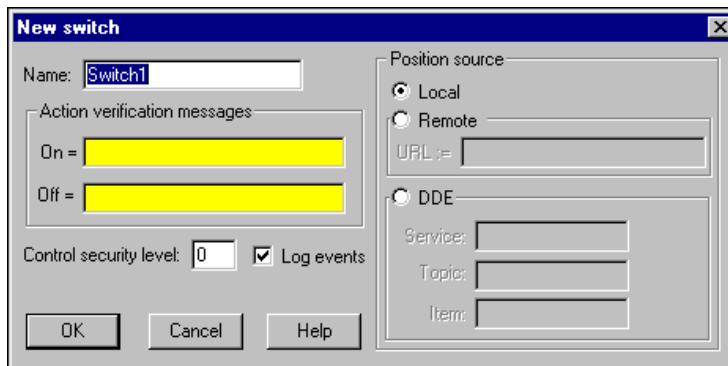 New switch
Name: Switch1
Action verification messages
On =
Off =
Control security level: 0 Log events
OK Cancel Help
Position source
Local
Remote
URL :=
DDE
Service:
Topic:
Item: